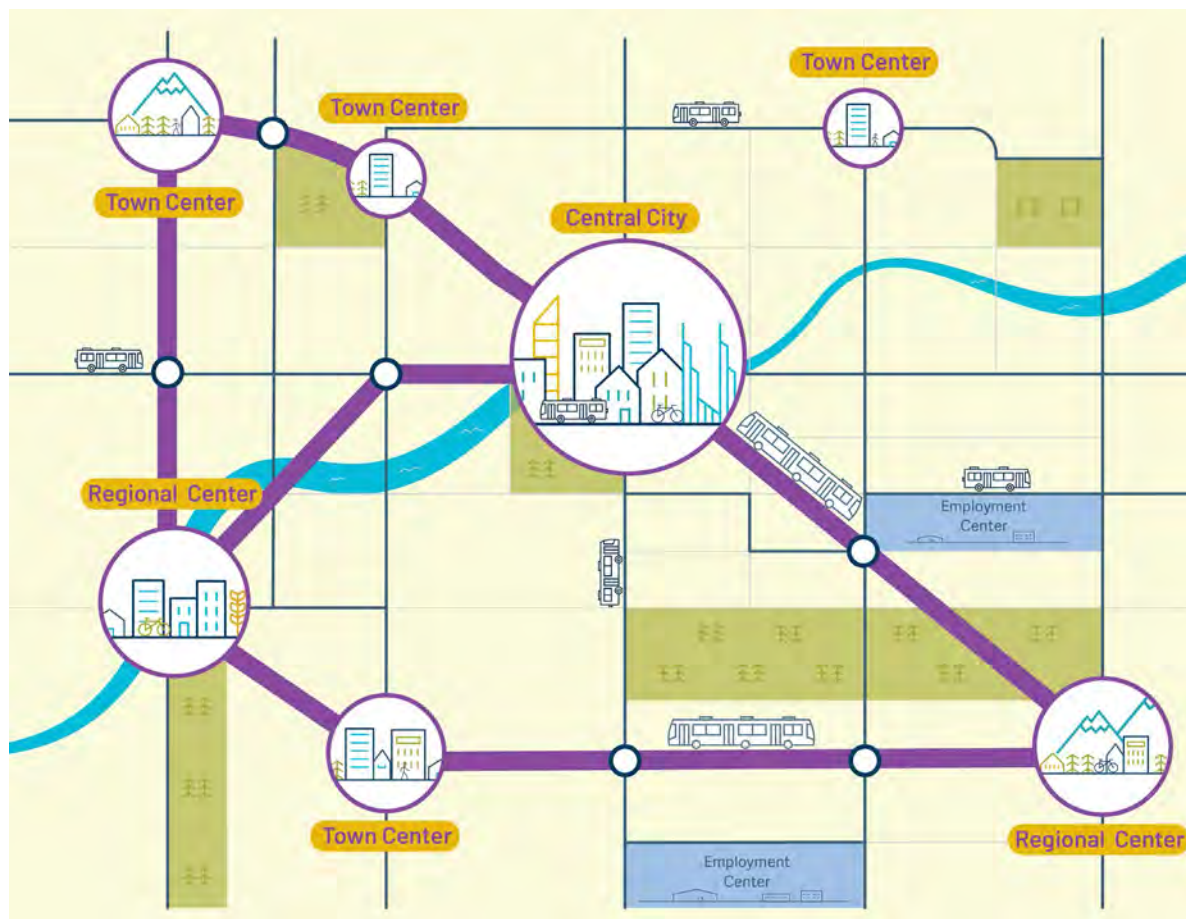 Town Center
Town Center
Town Center
Central City
Regional Center
Employment
Center
Town Center
Regional Center
Employment
Center